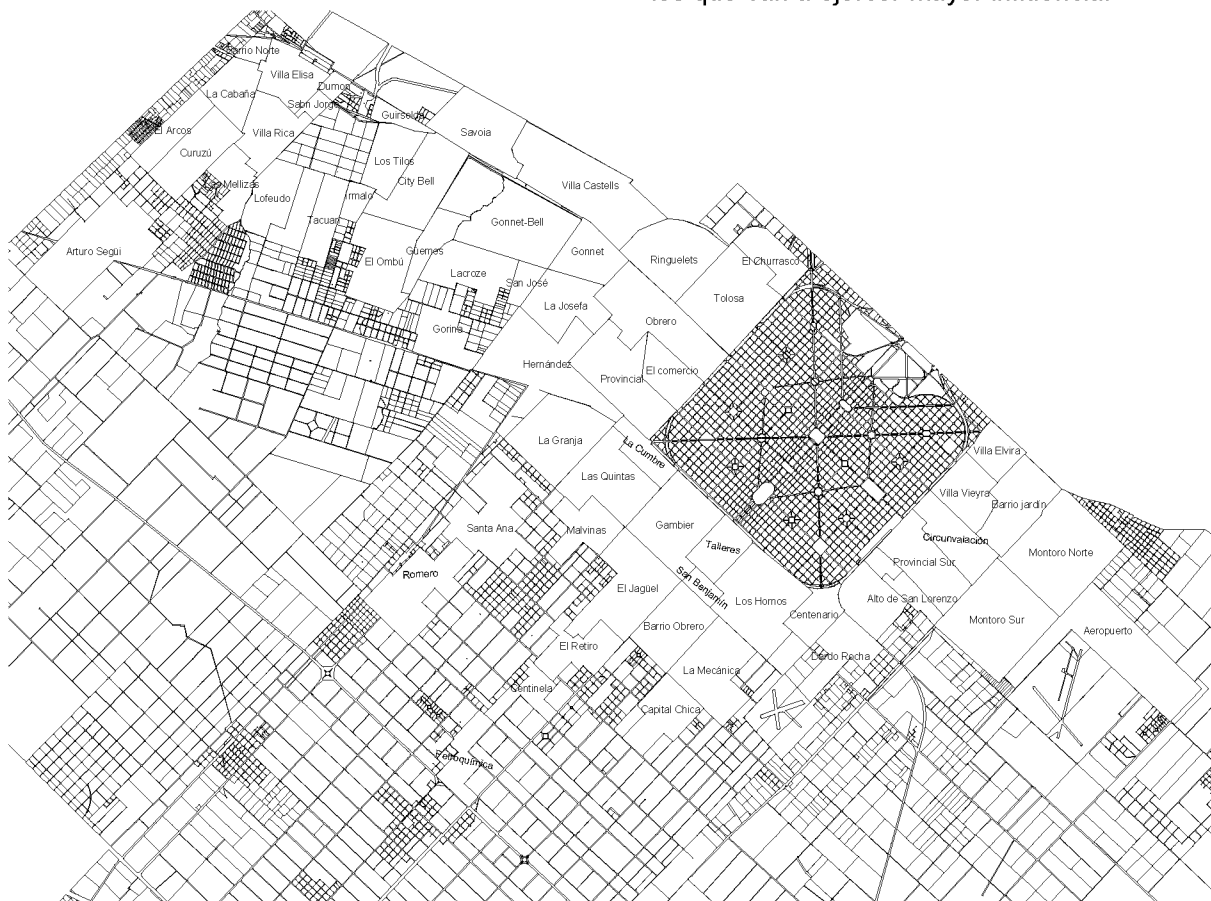 Barrio Norte
Villa Elisa
Dumon
La Cabaña
Sabri Jorge
Guirselda
El Arcos
Villa Rica
Savoia
Curuzú
Los Tilos
City Bell
Las Mellizas
Lofeudo
Irmalo
Villa Castells
Tacuari
Gonnet-Bell
Arturo Seguí
El Ombú
Güemes
Gonnet
Ringuelets
El Churrasco
Lacroze
San José
Tolosa
La Josefa
Gorina
Obrero
Hernández
Provincial
El comercio
La Granja
La Cumbre
Villa Elvira
Las Quintas
Villa Vieyra
Barrio jardín
Santa Ana
Malvinas
Gambier
Talleres
Circunvalación
Montoro Norte
Romero
Provincial Sur
El Jagüel
San Benjamín
Los Hornos
Alto de San Lorenzo
Centenario
Barrio Obrero
Montoro Sur
Aeropuerto
El Retiro
Dardo Rocha
La Mecánica
Centinela
Capital Chica
Petroquímica